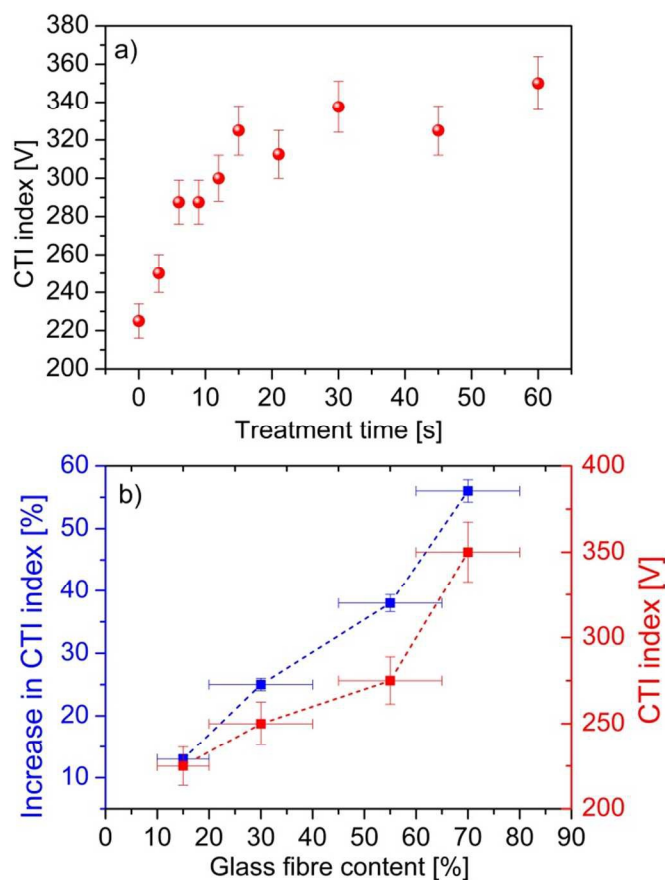 a)
CTI index [V]
380
360
340
320
300
280
260
240
220
200
0 10 20 30 40 50 60
Treatment time [s]
b)
Increase in CTI index [%]
60
50
40
30
20
10
CTI index [V]
400
350
300
250
200
10 20 30 40 50 60 70 80 90
Glass fibre content [%]